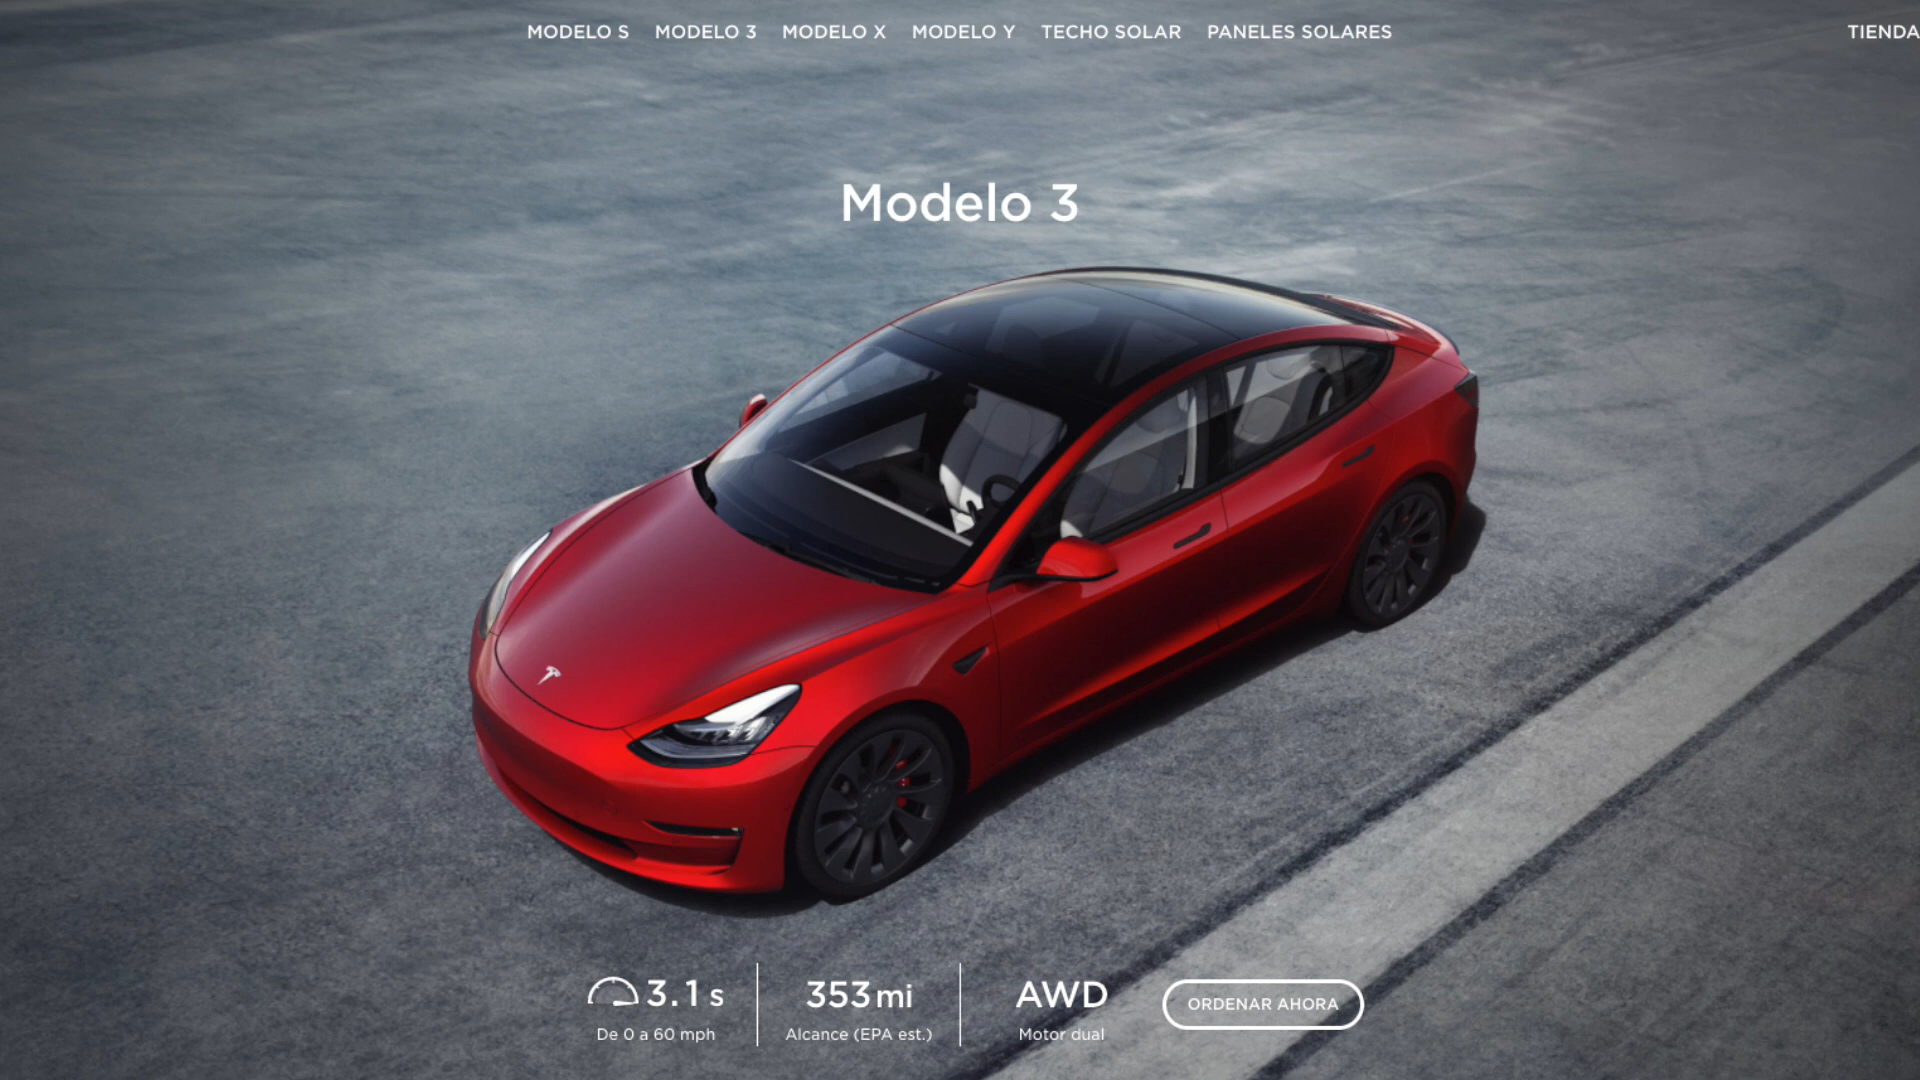 MODELO S MODELO 3 MODELO X MODELO Y TECHO SOLAR PANELES SOLARES TIENDA
Modelo 3
3.1 s
De 0 a 60 mph
353 mi
Alcance (EPA est.)
AWD
Motor dual
ORDENAR AHORA